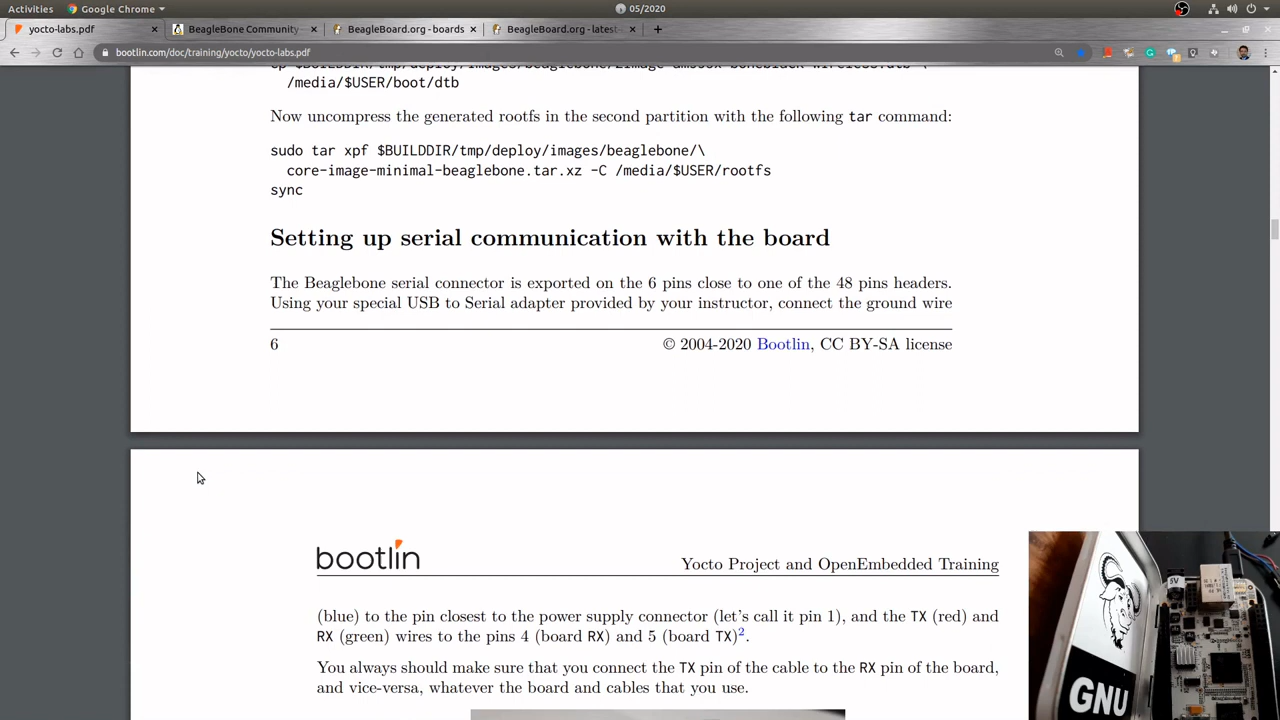 Activities
Google Chrome
05/2020
yocto-labs.pdf
BeagleBone Community
BeagleBoard.org - boards
BeagleBoard.org - latest-
bootlin.com/doc/training/yocto/yocto-labs.pdf
/media/$USER/boot/dtb
Now uncompress the generated rootfs in the second partition with the following tar command:
sudo tar xpf $BUILDDIR/tmp/deploy/images/beaglebone/\
core-image-minimal-beaglebone.tar.xz -C /media/$USER/rootfs
sync
Setting up serial communication with the board
The Beaglebone serial connector is exported on the 6 pins close to one of the 48 pins headers.
Using your special USB to Serial adapter provided by your instructor, connect the ground wire
6
© 2004-2020 Bootlin, CC BY-SA license
bootlin
Yocto Project and OpenEmbedded Training
(blue) to the pin closest to the power supply connector (let's call it pin 1), and the TX (red) and
RX (green) wires to the pins 4 (board RX) and 5 (board TX)2.
You always should make sure that you connect the TX pin of the cable to the RX pin of the board,
and vice-versa, whatever the board and cables that you use.
5V
GNU